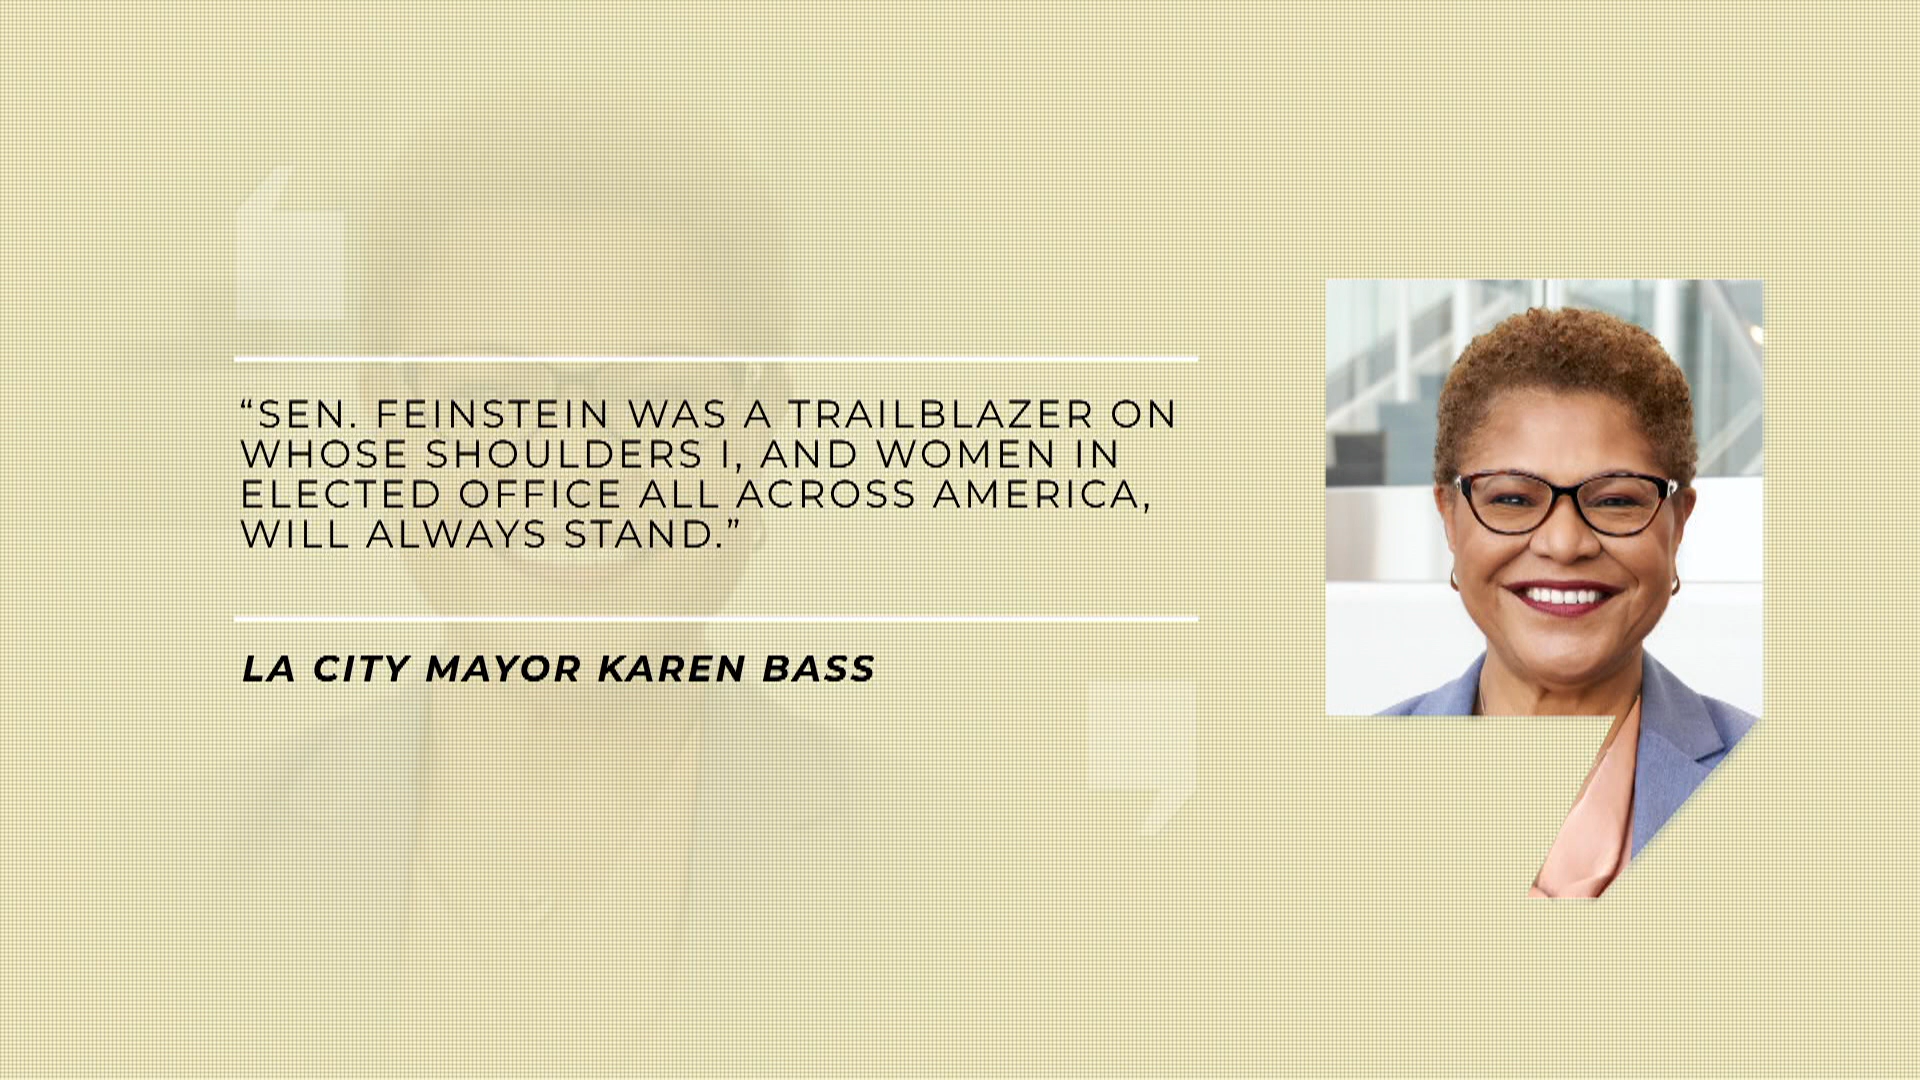 “SEN. FEINSTEIN WAS A TRAILBLAZER ON
WHOSE SHOULDERS I, AND WOMEN IN
ELECTED OFFICE ALL ACROSS AMERICA,
WILL ALWAYS STAND.”
LA CITY MAYOR KAREN BASS